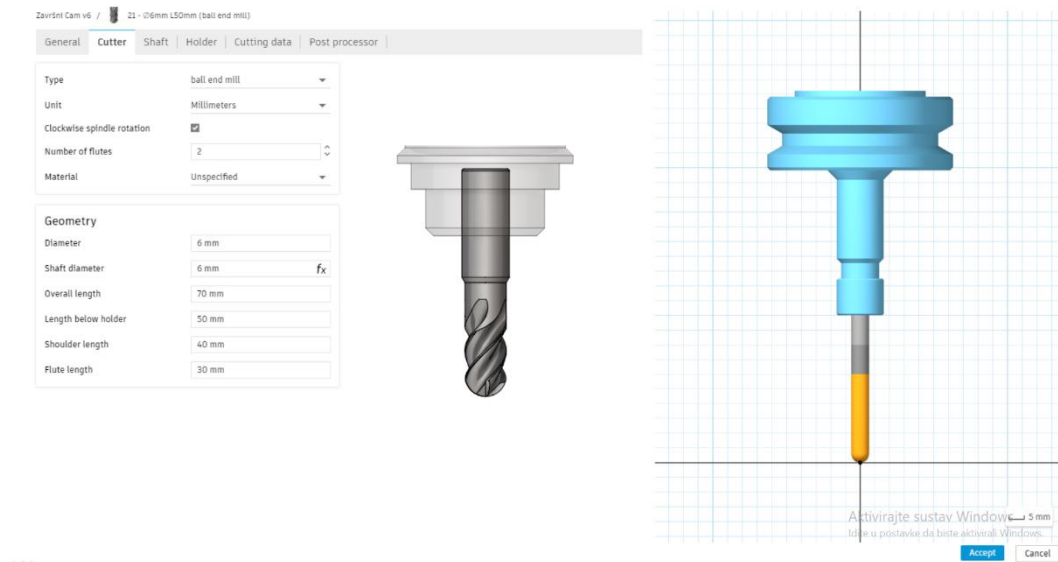 Završni Cam v6 / 21 - Ø6mm L50mm (ball end mill)
General Cutter Shaft Holder Cutting data Post processor
Type ball end mill
Unit Millimeters
Clockwise spindle rotation
Number of flutes 2
Material Unspecified
Geometry
Diameter 6 mm
Shaft diameter 6 mm fx
Overall length 70 mm
Length below holder 50 mm
Shoulder length 40 mm
Flute length 30 mm
Aktivirajte sustav Windows
5 mm
Idite u postavke da biste aktivirali Windows.
Accept Cancel